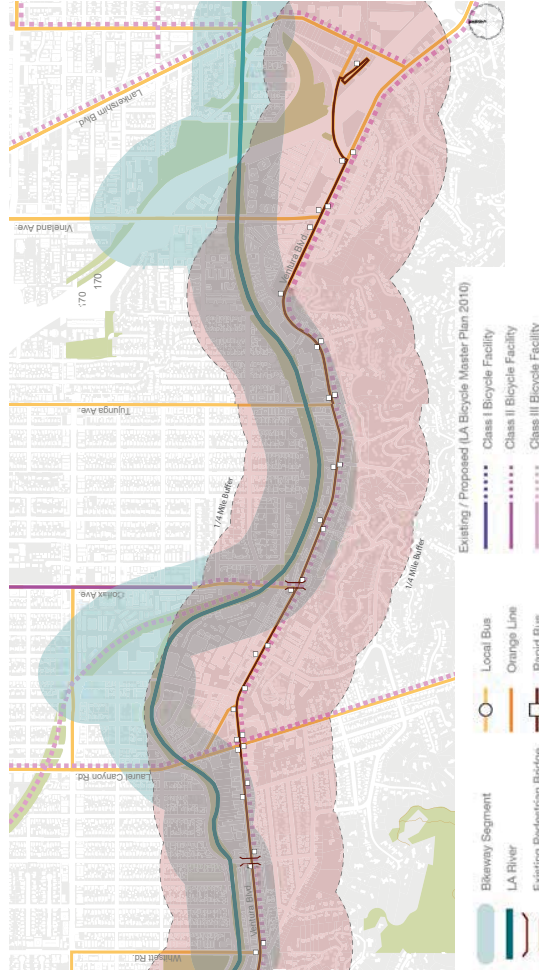 Lankershim Blvd.
Vineland Ave.
170
170
Ventura Blvd.
Tujunga Ave.
1/4 Mile Buffer
1/4 Mile Buffer
Colfax Ave.
Laurel Canyon Rd.
Ventura Blvd.
Whitsett Rd.
Bikeway Segment
LA River
Existing Pedestrian Bridge
Local Bus
Orange Line
Rapid Bus
Existing / Proposed (LA Bicycle Master Plan 2010)
Class I Bicycle Facility
Class II Bicycle Facility
Class III Bicycle Facility